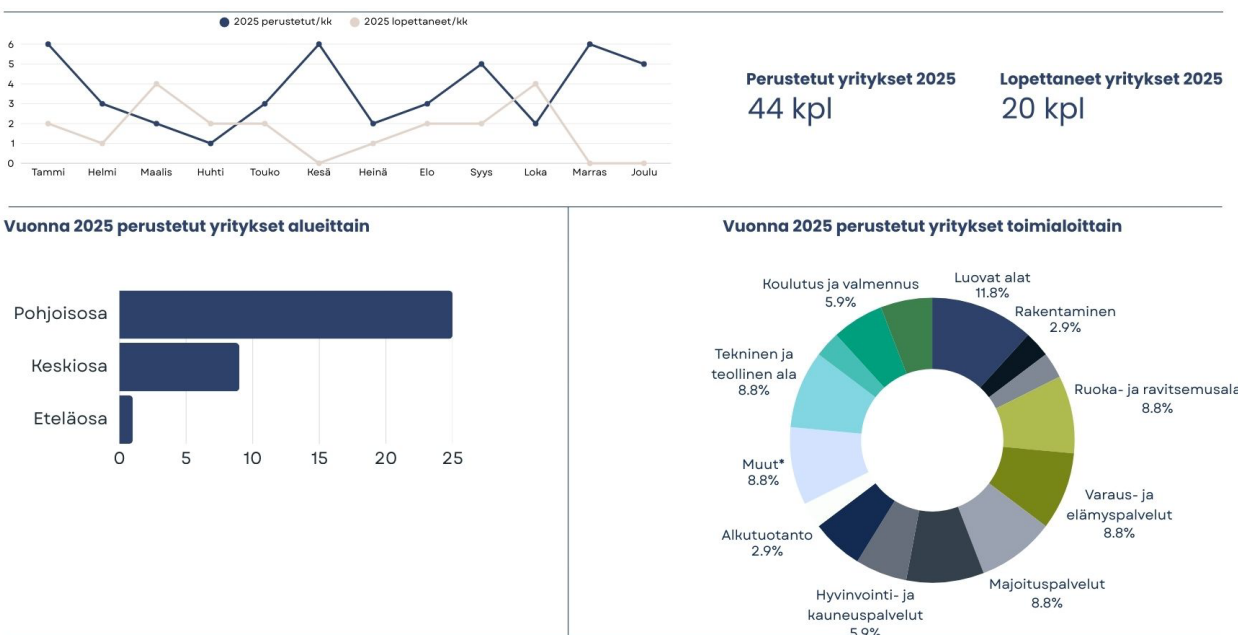 2025 perustetut/kk 2025 lopettaneet/kk
6
5
4
3
2
1
0
Tammi Helmi Maalis Huhti Touko Kesä Heinä Elo Syys Loka Marras Joulu
Perustetut yritykset 2025
44 kpl
Lopettaneet yritykset 2025
20 kpl
Vuonna 2025 perustetut yritykset alueittain
Pohjoisosa
Keskiosa
Eteläosa
0 5 10 15 20 25
Vuonna 2025 perustetut yritykset toimialoittain
Luovat alat
11.8%
Rakentaminen
2.9%
Ruoka- ja ravitsemusala
8.8%
Varaus- ja
elämyspalvelut
8.8%
Majoituspalvelut
8.8%
Hyvinvointi- ja
kauneuspalvelut
5.9%
Alkutuotanto
2.9%
Muut*
8.8%
Tekninen ja
teollinen ala
8.8%
Koulutus ja valmennus
5.9%